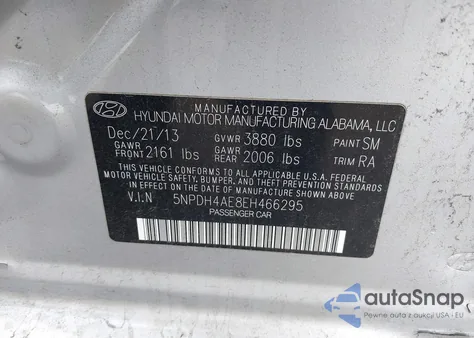 MANUFACTURED BY
HYUNDAI MOTOR MANUFACTURING ALABAMA, LLC
Dec/21/13 GVWR 3880 lbs PAINT SM
GAWR FRONT 2161 lbs GAWR REAR 2006 lbs TRIM RA
THIS VEHICLE CONFORMS TO ALL APPLICABLE FEDERAL
MOTOR VEHICLE SAFETY, BUMPER, AND THEFT PREVENTION
STANDARDS IN EFFECT ON THE DATE OF MANUFACTURE SHOWN ABOVE.
V.I.N 5NPDH4AE8EH466295
PASSENGER CAR
autoSnap
Pewne auta z aukcji USA i EU